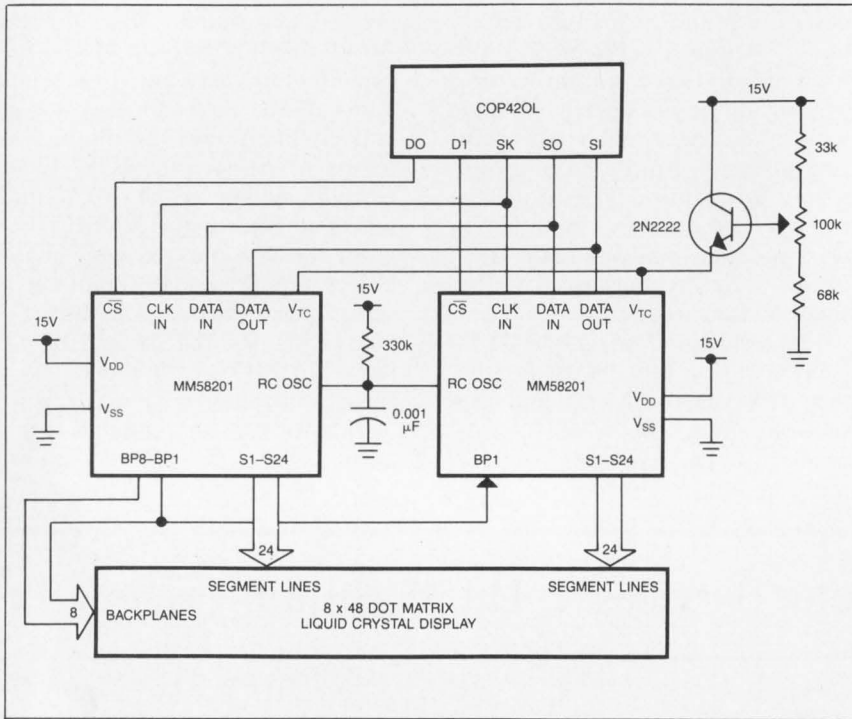 COP420L
DO D1 SK SO SI
15V
33k
2N2222
100k
68k
15V
CS CLK IN DATA IN DATA OUT VTC
15V
VDD
MM58201
RC OSC
VSS
BP8–BP1 S1–S24
330k
0.001 µF
CS CLK IN DATA IN DATA OUT VTC
15V
RC OSC MM58201
VDD
VSS
BP1 S1–S24
24
24
SEGMENT LINES SEGMENT LINES
8 BACKPLANES
8 x 48 DOT MATRIX
LIQUID CRYSTAL DISPLAY